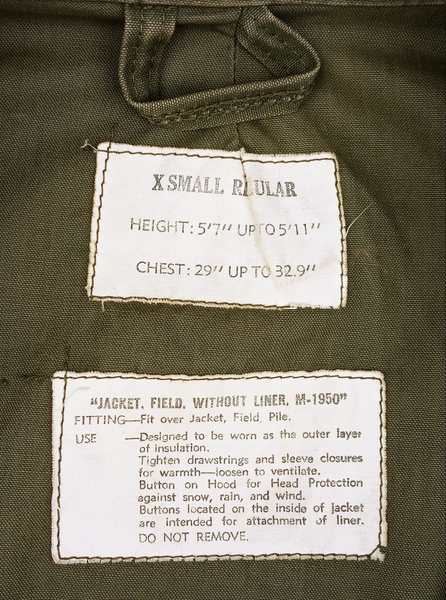 X SMALL REULAR
HEIGHT: 5'7" UP TO 5'11"
CHEST: 29" UP TO 32.9"
"JACKET, FIELD, WITHOUT LINER, M-1950"
FITTING—Fit over Jacket, Field, Pile.
USE —Designed to be worn as the outer layer
of insulation.
Tighten drawstrings and sleeve closures
for warmth—loosen to ventilate.
Button on Hood for Head Protection
against snow, rain, and wind.
Buttons located on the inside of jacket
are intended for attachment of liner.
DO NOT REMOVE.